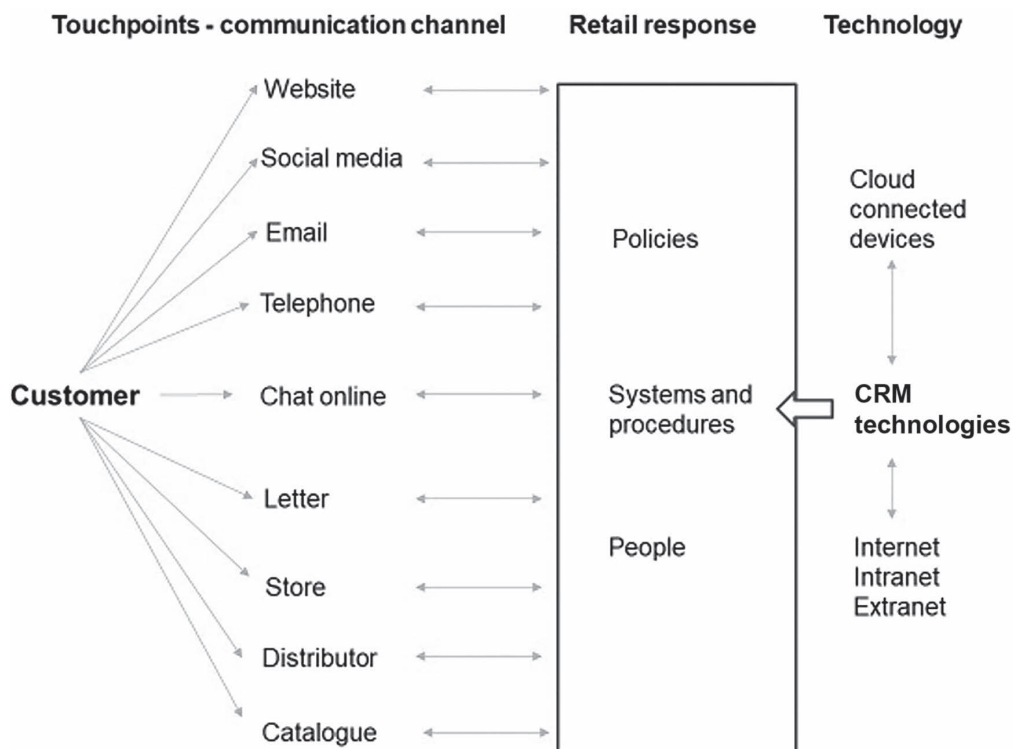 Touchpoints - communication channel
Retail response
Technology
Website
Social media
Email
Telephone
Customer
Chat online
Letter
Store
Distributor
Catalogue
Policies
Systems and
procedures
People
Cloud
connected
devices
CRM
technologies
Internet
Intranet
Extranet